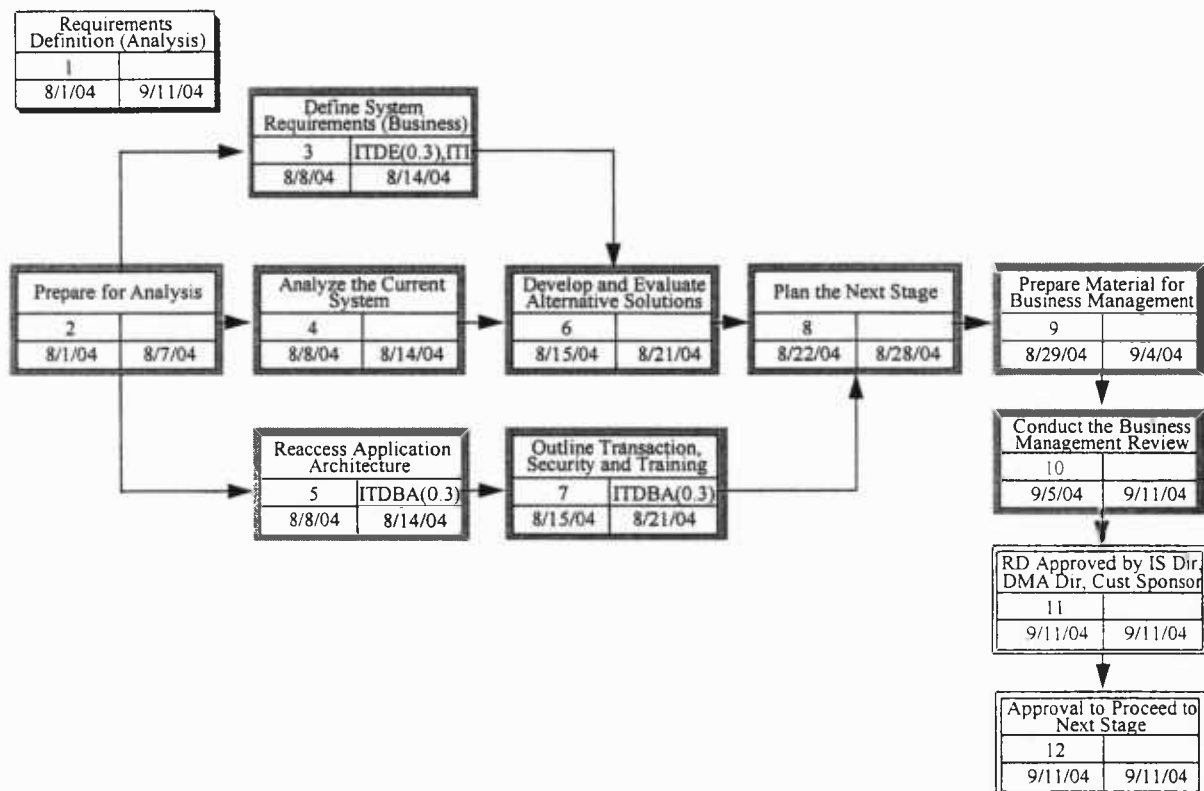 Requirements
Definition (Analysis)
1
8/1/04 9/11/04
Define System
Requirements (Business)
3 ITDE(0.3),ITI
8/8/04 8/14/04
Prepare for Analysis
2
8/1/04 8/7/04
Analyze the Current
System
4
8/8/04 8/14/04
Develop and Evaluate
Alternative Solutions
6
8/15/04 8/21/04
Plan the Next Stage
8
8/22/04 8/28/04
Prepare Material for
Business Management
9
8/29/04 9/4/04
Reaccess Application
Architecture
5 ITDBA(0.3)
8/8/04 8/14/04
Outline Transaction,
Security and Training
7 ITDBA(0.3)
8/15/04 8/21/04
Conduct the Business
Management Review
10
9/5/04 9/11/04
RD Approved by IS Dir,
DMA Dir, Cust Sponsor
11
9/11/04 9/11/04
Approval to Proceed to
Next Stage
12
9/11/04 9/11/04